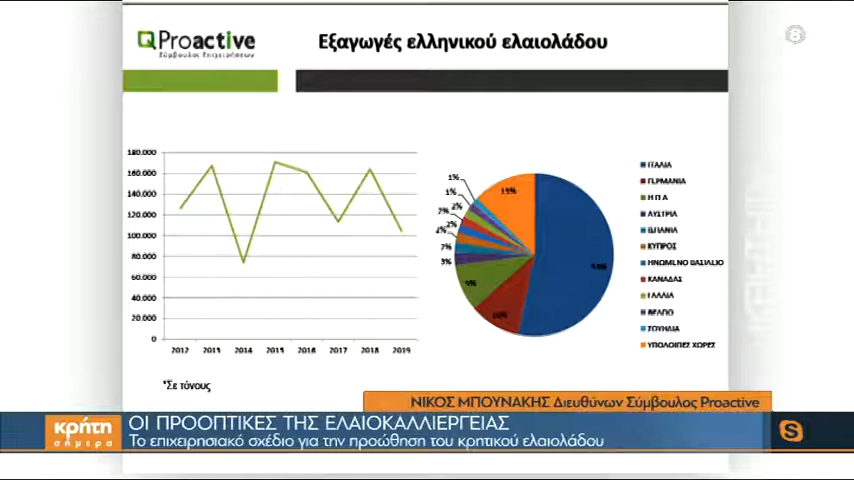 Proactive
Σύμβουλος Επιχειρήσεων
Εξαγωγές ελληνικού ελαιολάδου
8
180.000
160.000
140.000
120.000
100.000
80.000
60.000
40.000
20.000
0
2012 2013 2014 2015 2016 2017 2018 2019
*Σε τόνους
1%
1%
2%
2%
2%
2%
3%
9%
10%
13%
ΙΤΑΛΙΑ
ΓΕΡΜΑΝΙΑ
Η Π Α
ΑΥΣΤΡΙΑ
ΙΣΠΑΝΙΑ
ΚΥΠΡΟΣ
ΗΝΩΜΕΝΟ ΒΑΣΙΛΕΙΟ
ΚΑΝΑΔΑΣ
ΓΑΛΛΙΑ
ΒΕΛΓΙΟ
ΣΟΥΗΔΙΑ
ΥΠΟΛΟΙΠΕΣ ΧΩΡΕΣ
ΝΙΚΟΣ ΜΠΟΥΝΑΚΗΣ Διευθύνων Σύμβουλος Proactive
κρήτη
σήμερα
ΟΙ ΠΡΟΟΠΤΙΚΕΣ ΤΗΣ ΕΛΑΙΟΚΑΛΛΙΕΡΓΕΙΑΣ
Το επιχειρησιακό σχέδιο για την προώθηση του κρητικού ελαιολάδου